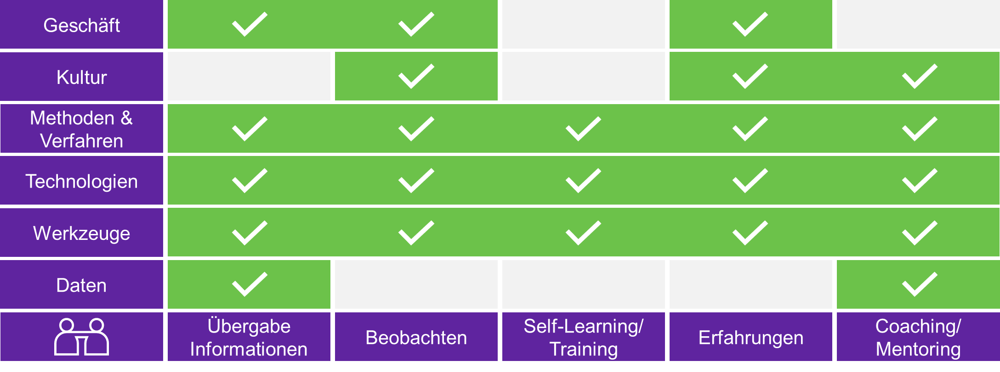 Geschäft
Kultur
Methoden &
Verfahren
Technologien
Werkzeuge
Daten
Übergabe
Informationen
Beobachten
Self-Learning/
Training
Erfahrungen
Coaching/
Mentoring